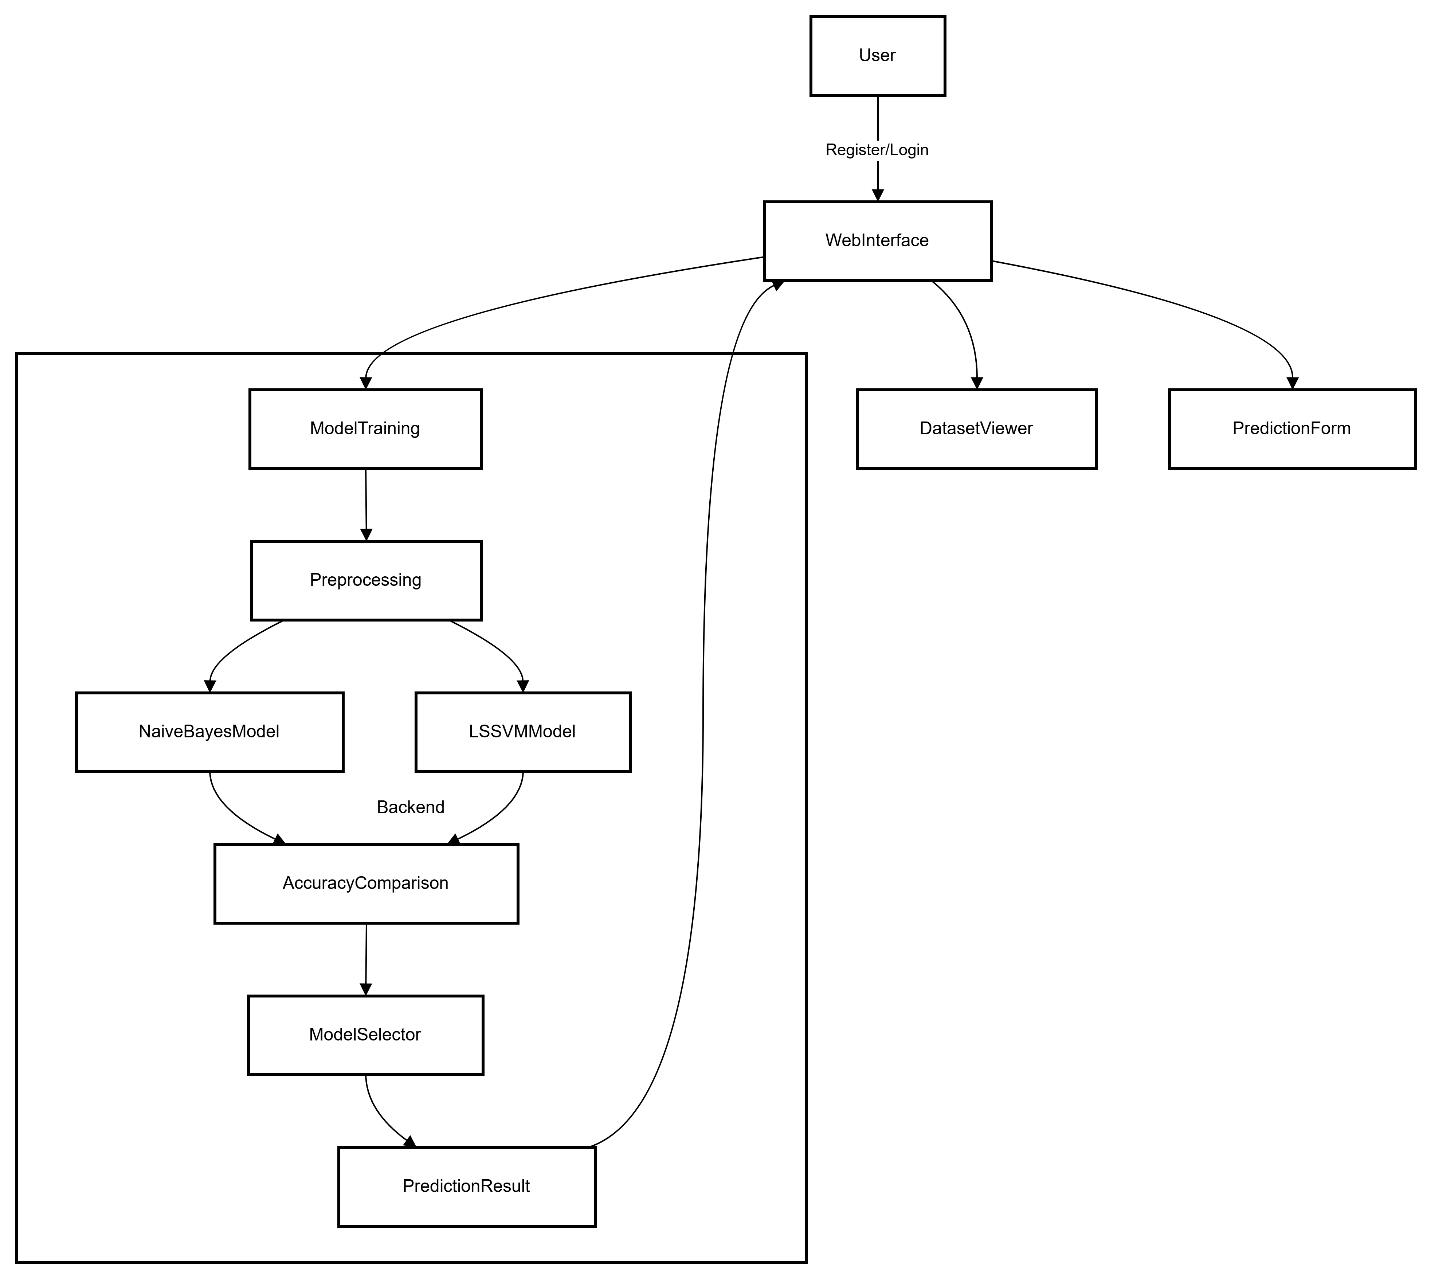 User
Register/Login
WebInterface
ModelTraining
DatasetViewer
PredictionForm
Preprocessing
NaiveBayesModel
LSSVMModel
Backend
AccuracyComparison
ModelSelector
PredictionResult